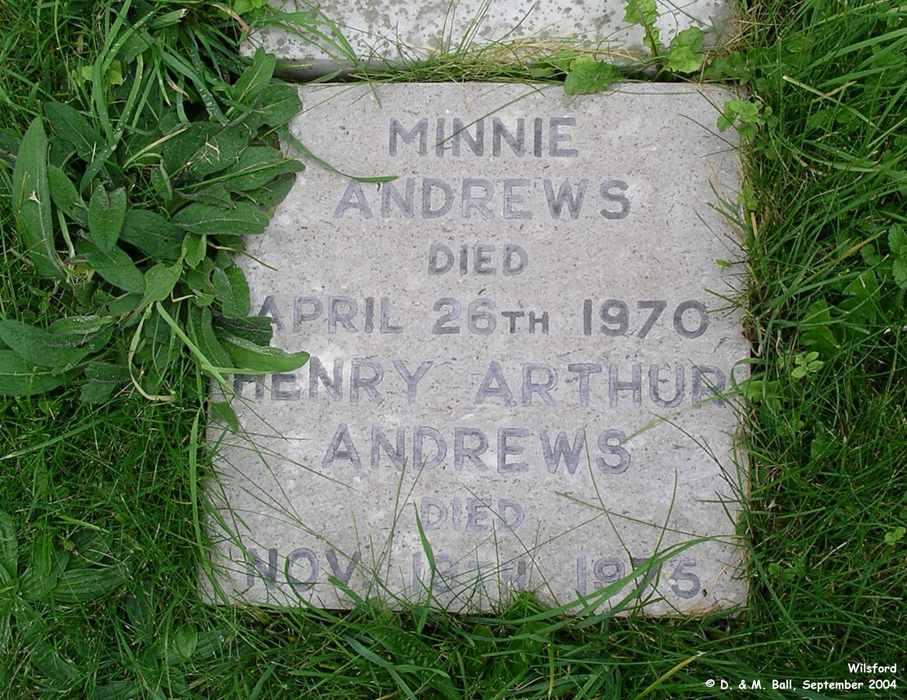 MINNIE
ANDREWS
DIED
APRIL 26TH 1970
HENRY ARTHUR
ANDREWS
DIED
NOV 1975
Wilsford
© D. & M. Ball, September 2004